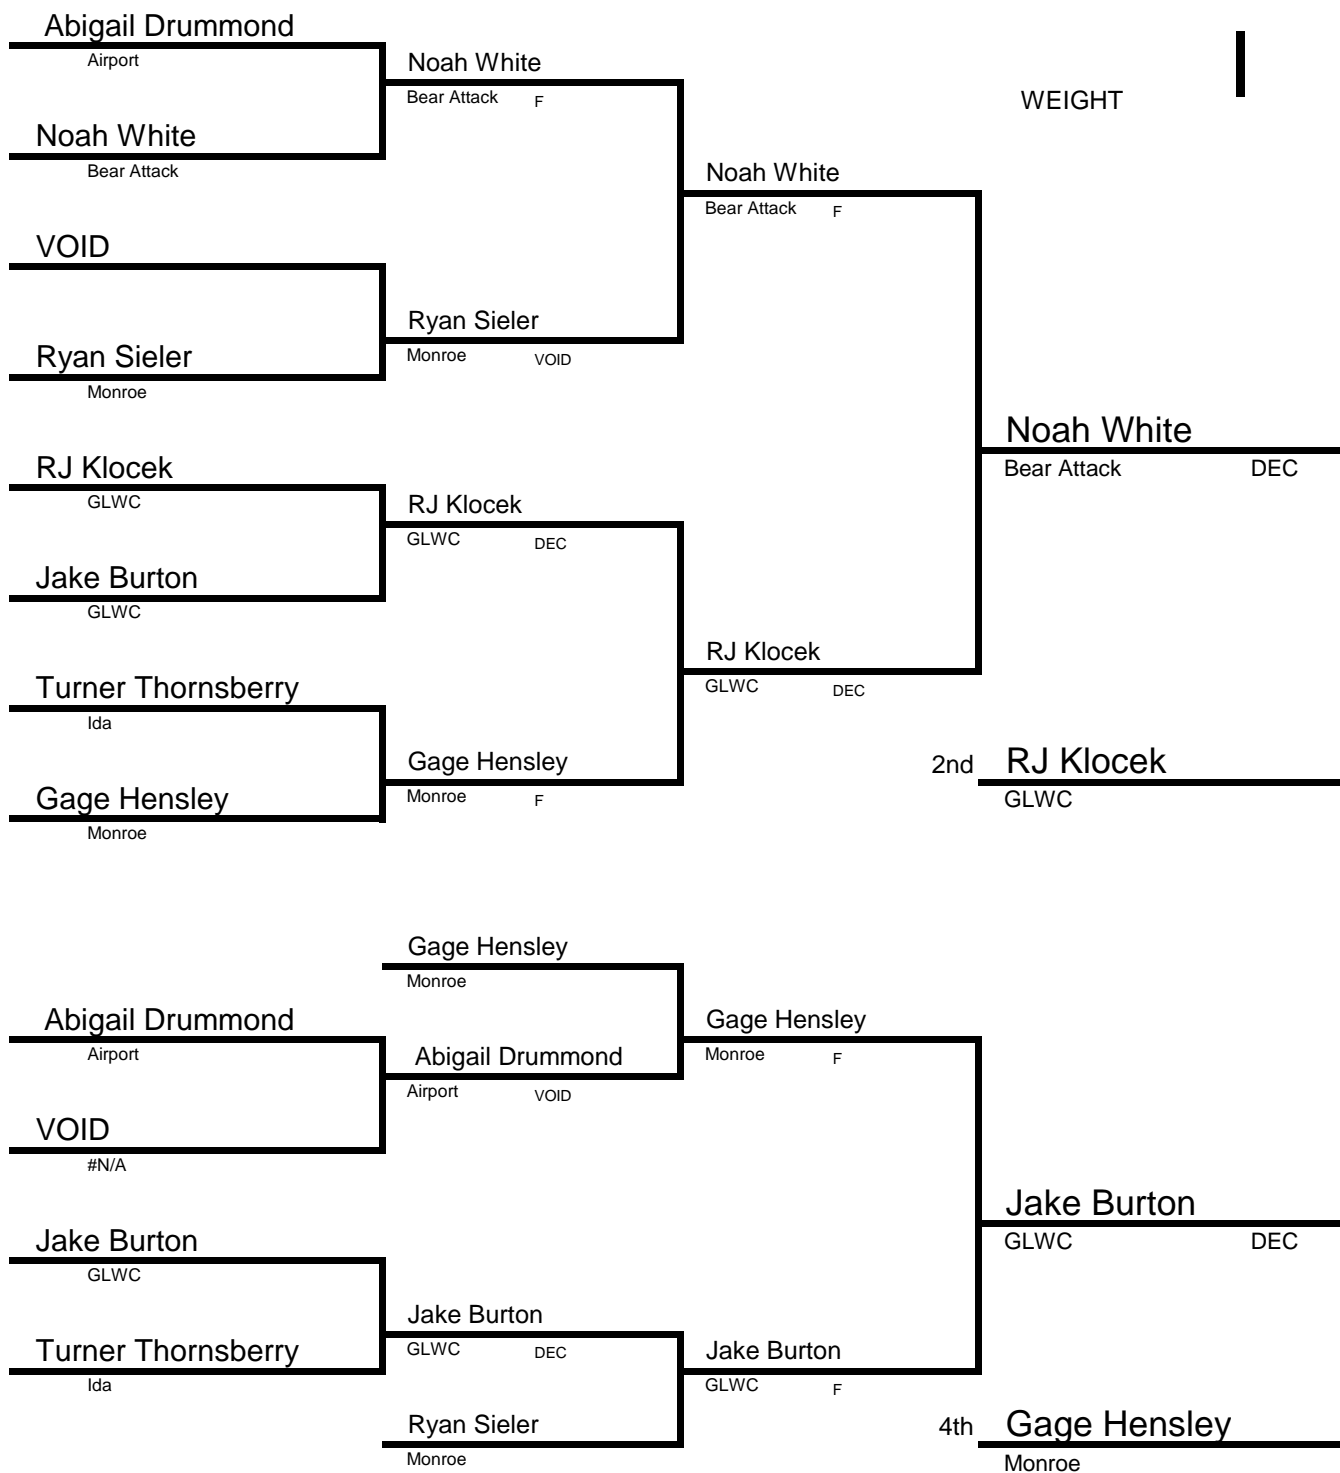 Abigail Drummond
Airport
Noah White
Bear Attack F
WEIGHT I
Noah White
Bear Attack
Noah White
Bear Attack F
VOID
Ryan Sieler
Monroe VOID
Ryan Sieler
Monroe
Noah White
Bear Attack DEC
RJ Klocek
GLWC
RJ Klocek
GLWC DEC
Jake Burton
GLWC
RJ Klocek
GLWC DEC
Turner Thornsberry
Ida
Gage Hensley
Monroe F
2nd RJ Klocek
GLWC
Gage Hensley
Monroe
Gage Hensley
Monroe
Abigail Drummond
Airport
Gage Hensley
Monroe F
Abigail Drummond
Airport VOID
VOID
#N/A
Jake Burton
GLWC DEC
Jake Burton
GLWC
Jake Burton
GLWC DEC
Turner Thornsberry
Ida
Jake Burton
GLWC F
Ryan Sieler
Monroe
4th Gage Hensley
Monroe